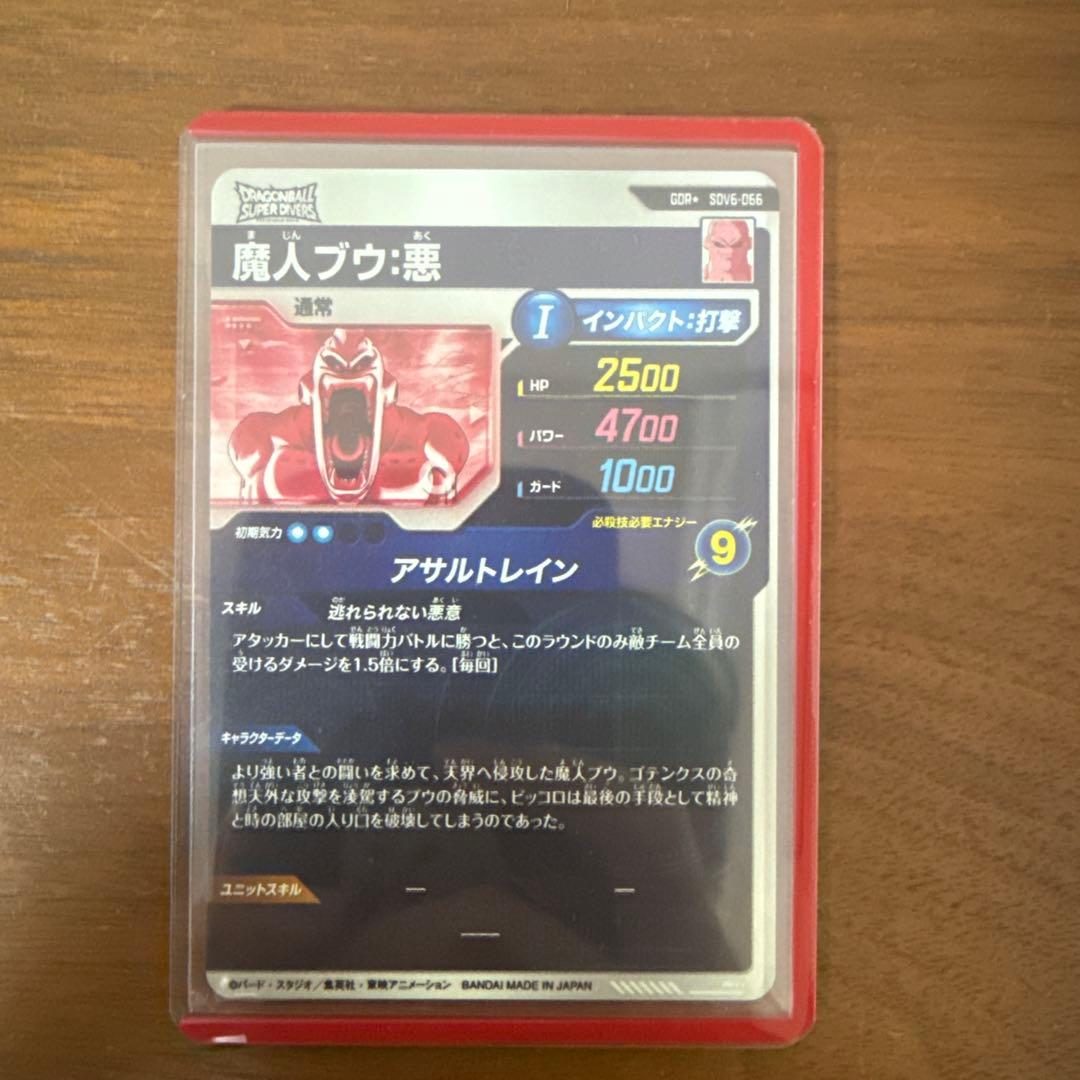 DRAGONBALL
SUPER DIVERS
GDR★ SDV6-066
魔人ブウ:悪
通常
I インパクト:打撃
HP 2500
パワー 4700
ガード 1000
初期気力
必殺技必要エナジー
9
アサルトレイン
スキル 逃れられない悪意
アタッカーにして戦闘力バトルに勝つと、このラウンドのみ敵チーム全員の
受けるダメージを1.5倍にする。[毎回]
キャラクターデータ
より強い者との闘いを求めて、天界へ侵攻した魔人ブウ。ゴテンクスの奇
想天外な攻撃を凌駕するブウの脅威に、ピッコロは最後の手段として精神
と時の部屋の入り口を破壊してしまうのであった。
ユニットスキル — —
—
©バード・スタジオ/集英社・東映アニメーション BANDAI MADE IN JAPAN